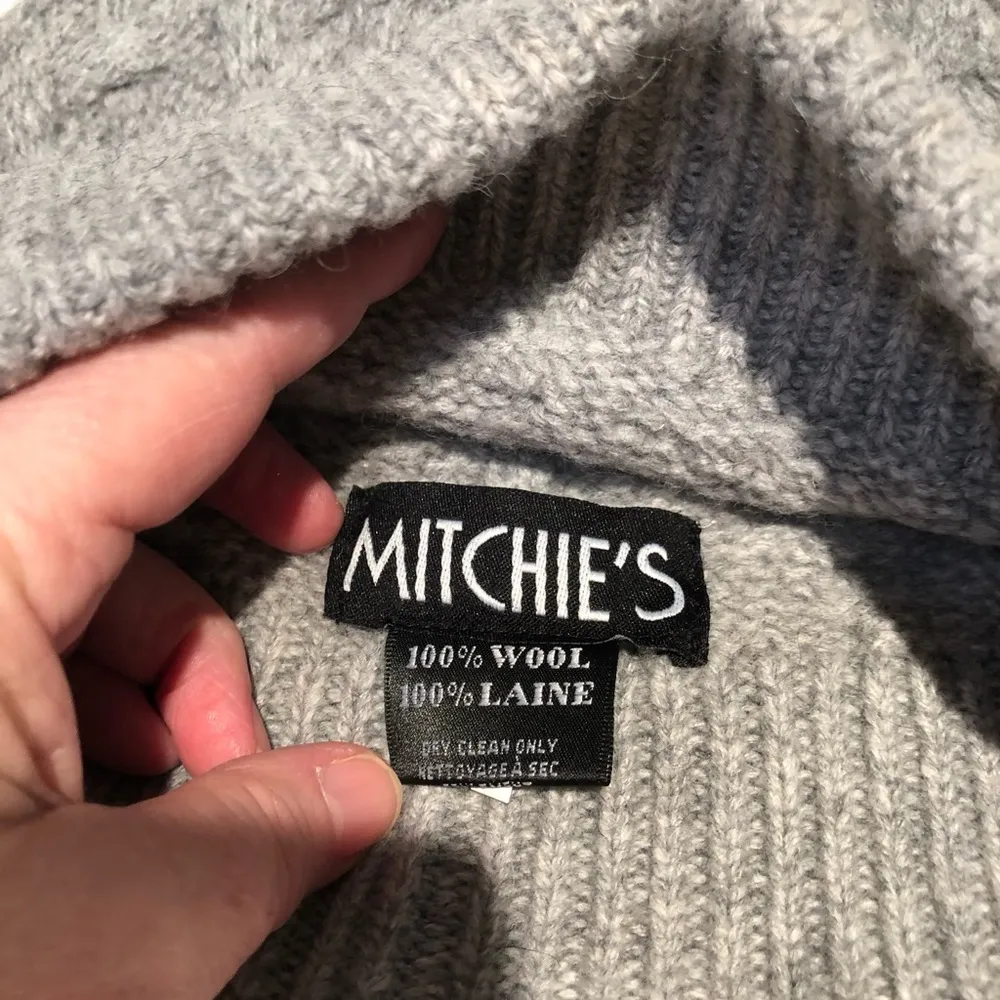 MITCHIE'S
100% WOOL
100% LAINE
DRY CLEAN ONLY
NETTOYAGE À SEC